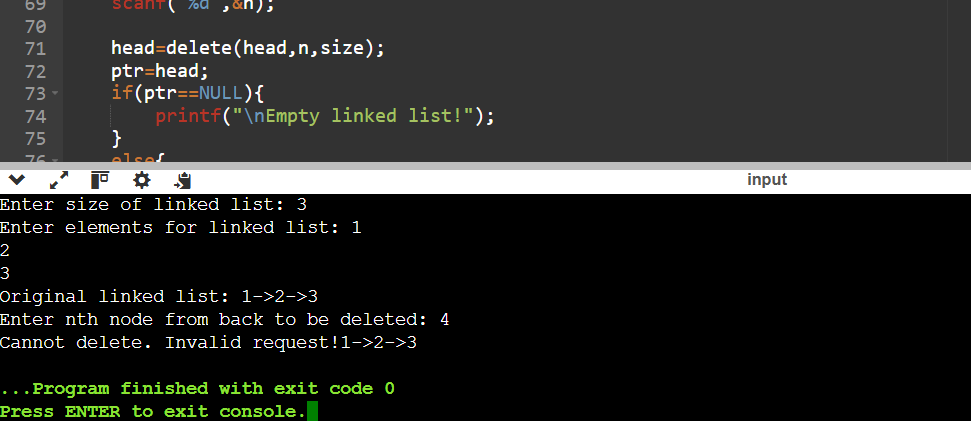 69 scanf("%d",&n);
70
71 head=delete(head,n,size);
72 ptr=head;
73 if(ptr==NULL){
74 printf("\nEmpty linked list!");
75 }
76 else{
input
Enter size of linked list: 3
Enter elements for linked list: 1
2
3
Original linked list: 1->2->3
Enter nth node from back to be deleted: 4
Cannot delete. Invalid request!1->2->3
...Program finished with exit code 0
Press ENTER to exit console.